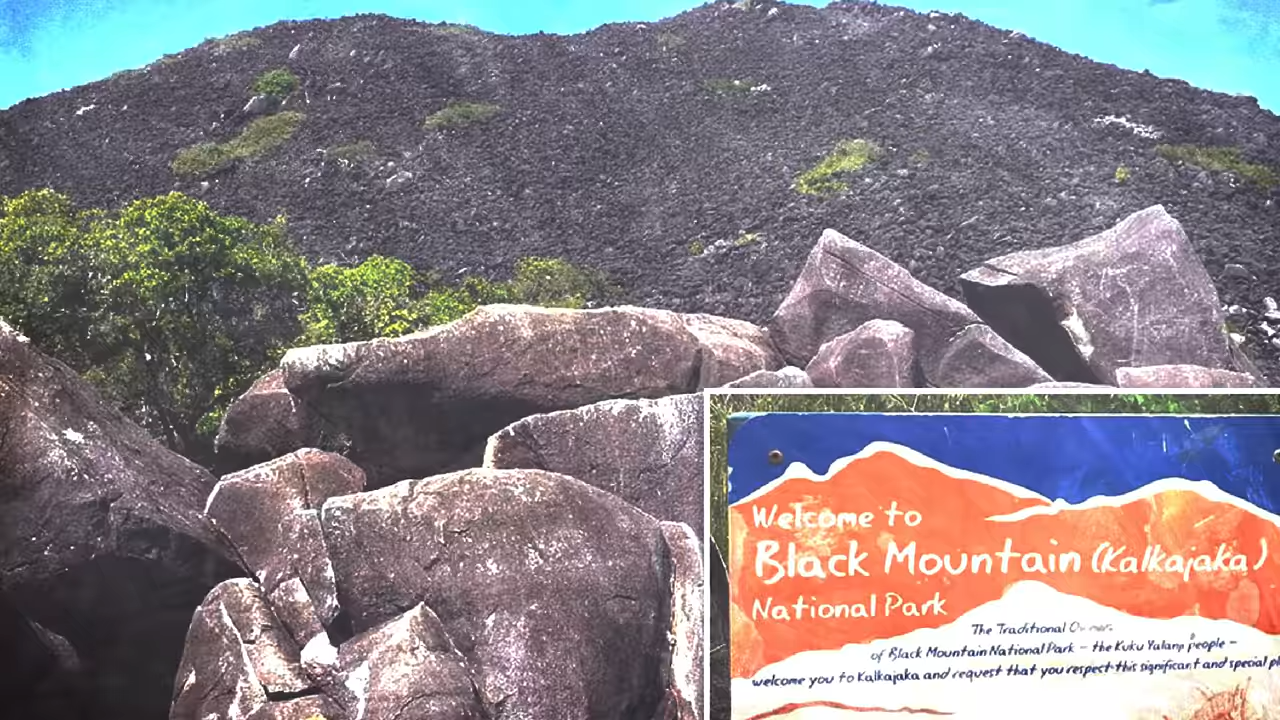 Welcome to
Black Mountain (Kalkajaka)
National Park
The Traditional
of Black Mountain National Park – the Kuku Yalanji people –
welcome you to Kalkajaka and request that you respect this significant and special